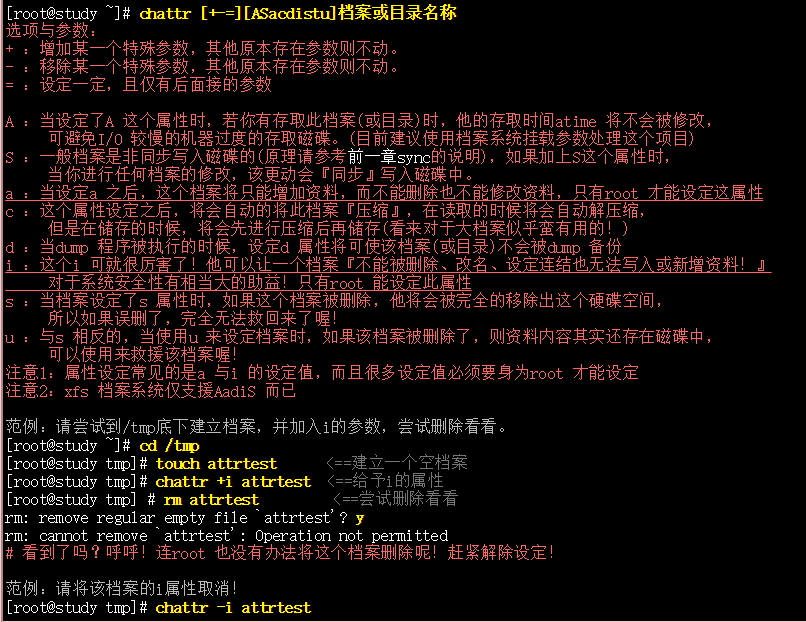 [root@study ~]# chattr [+-=][ASacdistu]档案或目录名称
选项与参数:
+ : 增加某一个特殊参数，其他原本存在参数则不动。
- : 移除某一个特殊参数，其他原本存在参数则不动。
= : 设定一定，且仅有后面接的参数
A : 当设定了A 这个属性时，若你有存取此档案(或目录)时，他的存取时间atime 将不会被修改，
可避免I/O 较慢的机器过度的存取磁碟。(目前建议使用档案系统挂载参数处理这个项目)
S : 一般档案是非同步写入磁碟的(原理请参考前一章sync的说明)，如果加上S这个属性时，
当你进行任何档案的修改，该更动会『同步』写入磁碟中。
a : 当设定a 之后，这个档案将只能增加资料，而不能删除也不能修改资料，只有root 才能设定这属性
c : 这个属性设定之后，将会自动的将此档案『压缩』，在读取的时候将会自动解压缩，
但是在储存的时候，将会先进行压缩后再储存(看来对于大档案似乎蛮有用的！)
d : 当dump 程序被执行的时候，设定d 属性将可使该档案(或目录)不会被dump 备份
i : 这个i 可就很厉害了！他可以让一个档案『不能被删除、改名、设定连结也无法写入或新增资料！』
对于系统安全性有相当大的助益！只有root 能设定此属性
s : 当档案设定了s 属性时，如果这个档案被删除，他将会被完全的移除出这个硬碟空间，
所以如果误删了，完全无法救回来了喔！
u : 与s 相反的，当使用u 来设定档案时，如果该档案被删除了，则资料内容其实还存在磁碟中，
可以使用来救援该档案喔！
注意1: 属性设定常见的是a 与i 的设定值，而且很多设定值必须要身为root 才能设定
注意2: xfs 档案系统仅支援AadiS 而已
范例: 请尝试到/tmp底下建立档案，并加入i的参数，尝试删除看看。
[root@study ~]# cd /tmp
[root@study tmp]# touch attrtest <==建立一个空档案
[root@study tmp]# chattr +i attrtest <==给予i的属性
[root@study tmp] # rm attrtest <==尝试删除看看
rm: remove regular empty file `attrtest'? y
rm: cannot remove `attrtest': Operation not permitted
# 看到了吗？呼呼！连root 也没有办法将这个档案删除呢！赶紧解除设定！
范例: 请将该档案的i属性取消！
[root@study tmp]# chattr -i attrtest